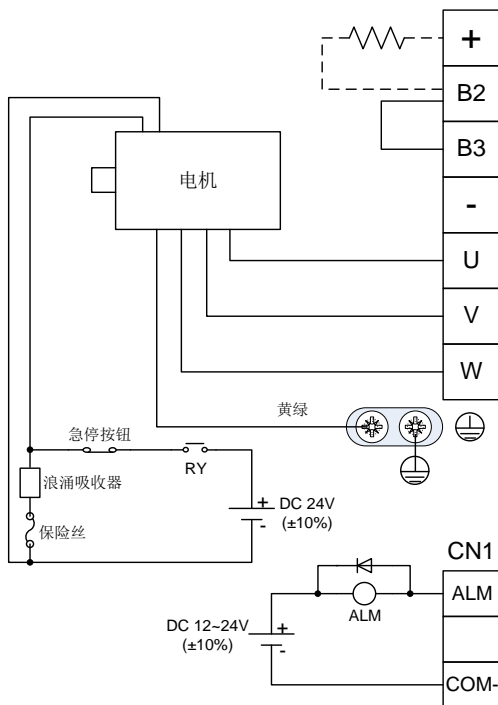 +
B2
B3
-
电机
U
V
W
黄绿
急停按钮
RY
浪涌吸收器
+
DC 24V
-
(±10%)
保险丝
CN1
ALM
ALM
DC 12~24V
+
(±10%)
-
COM-